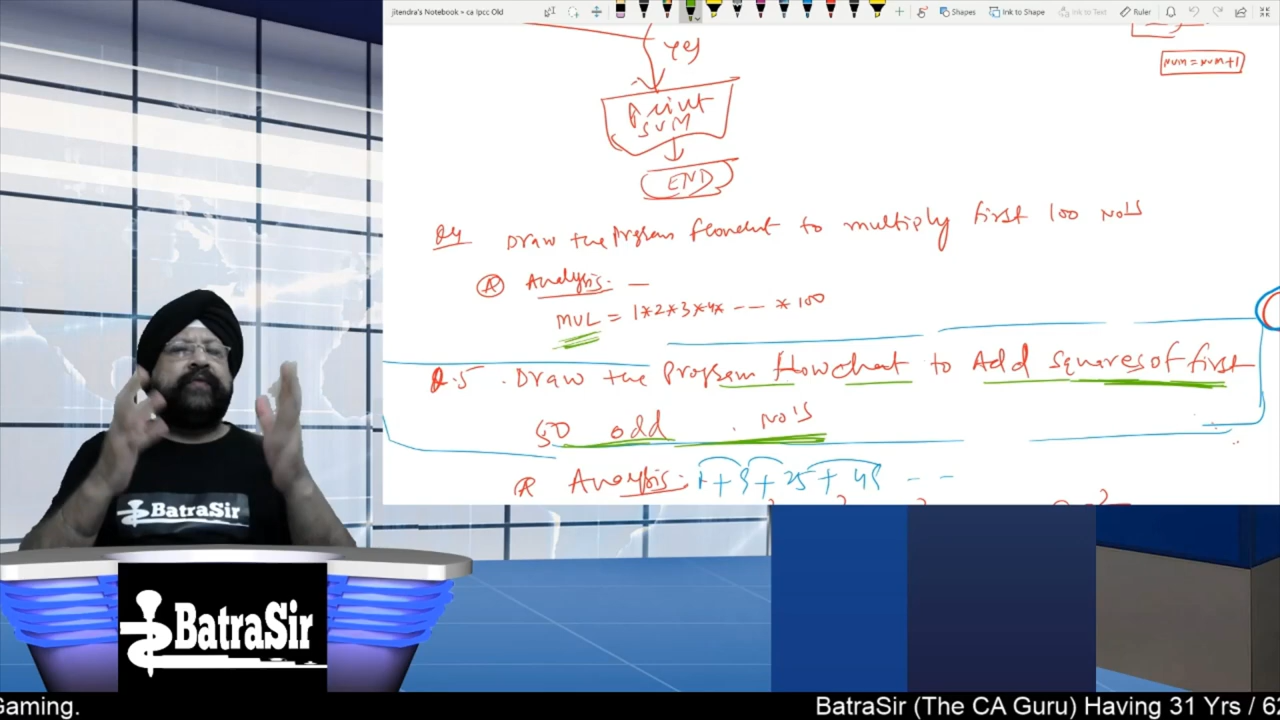 jitendra's Notebook » ca Ipcc Old
Shapes Ink to Shape Ink to Text Ruler
Yes
NUM = NUM+1
Print
SUM
END
Q4 Draw the Program flowchart to multiply first 100 No's
(A) Analysis: —
MUL = 1*2*3*4* -- — * 100
Q.5. Draw the Program flowchart to Add squares of first
50 odd No's
A Analysis: 1+9+25+49 - -
BatraSir
BatraSir
Gaming.
BatraSir (The CA Guru) Having 31 Yrs / 62